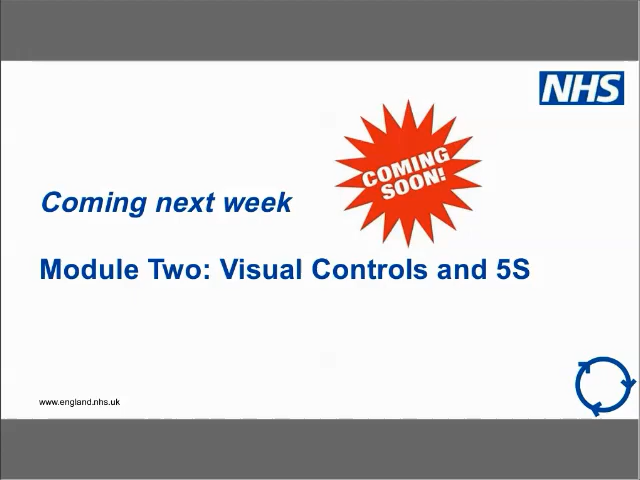 NHS
COMING
SOON!
Coming next week
Module Two: Visual Controls and 5S
www.england.nhs.uk